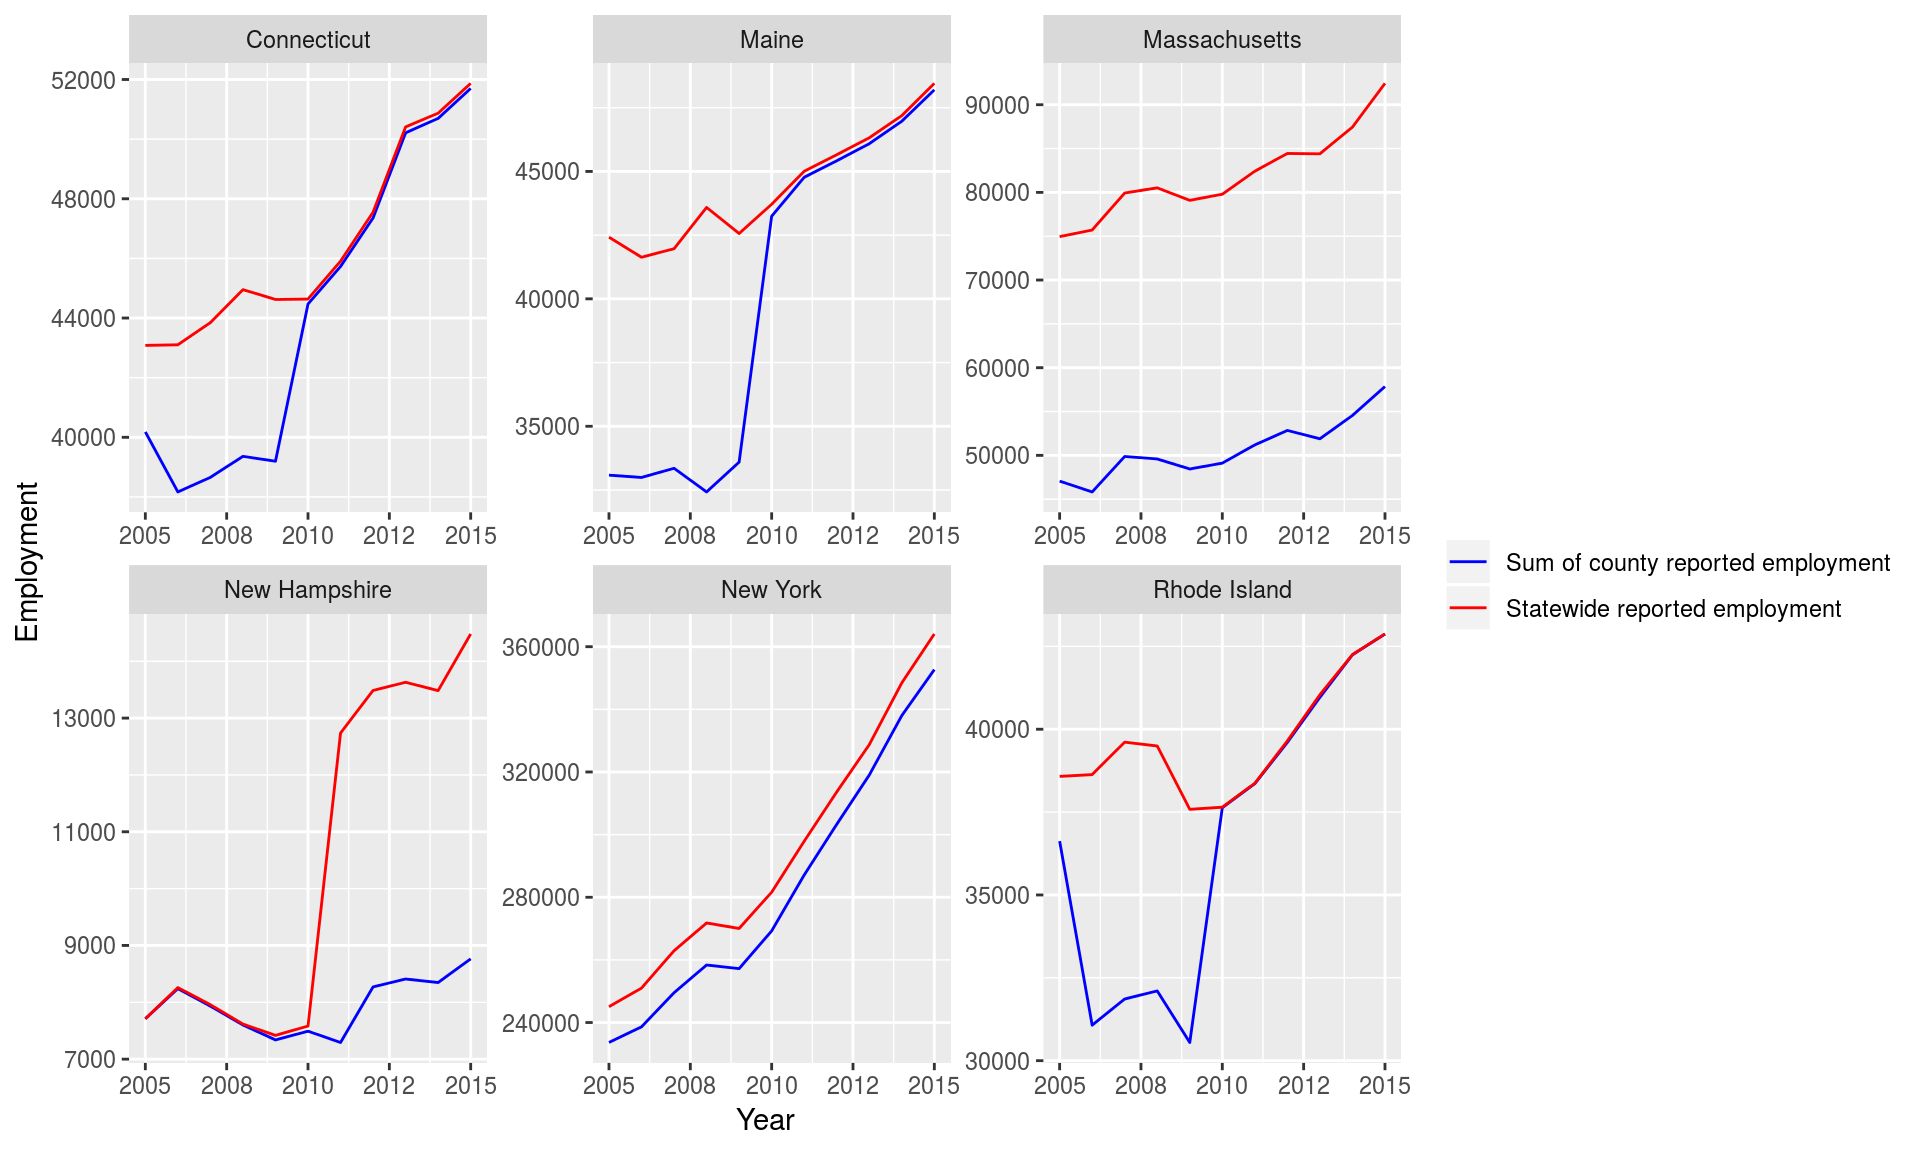 Connecticut
Maine
Massachusetts
52000
48000
44000
40000
45000
40000
35000
90000
80000
70000
60000
50000
2005 2008 2010 2012 2015
2005 2008 2010 2012 2015
2005 2008 2010 2012 2015
New Hampshire
New York
Rhode Island
13000
11000
9000
7000
360000
320000
280000
240000
40000
35000
30000
2005 2008 2010 2012 2015
2005 2008 2010 2012 2015
2005 2008 2010 2012 2015
Year
Employment
Sum of county reported employment
Statewide reported employment